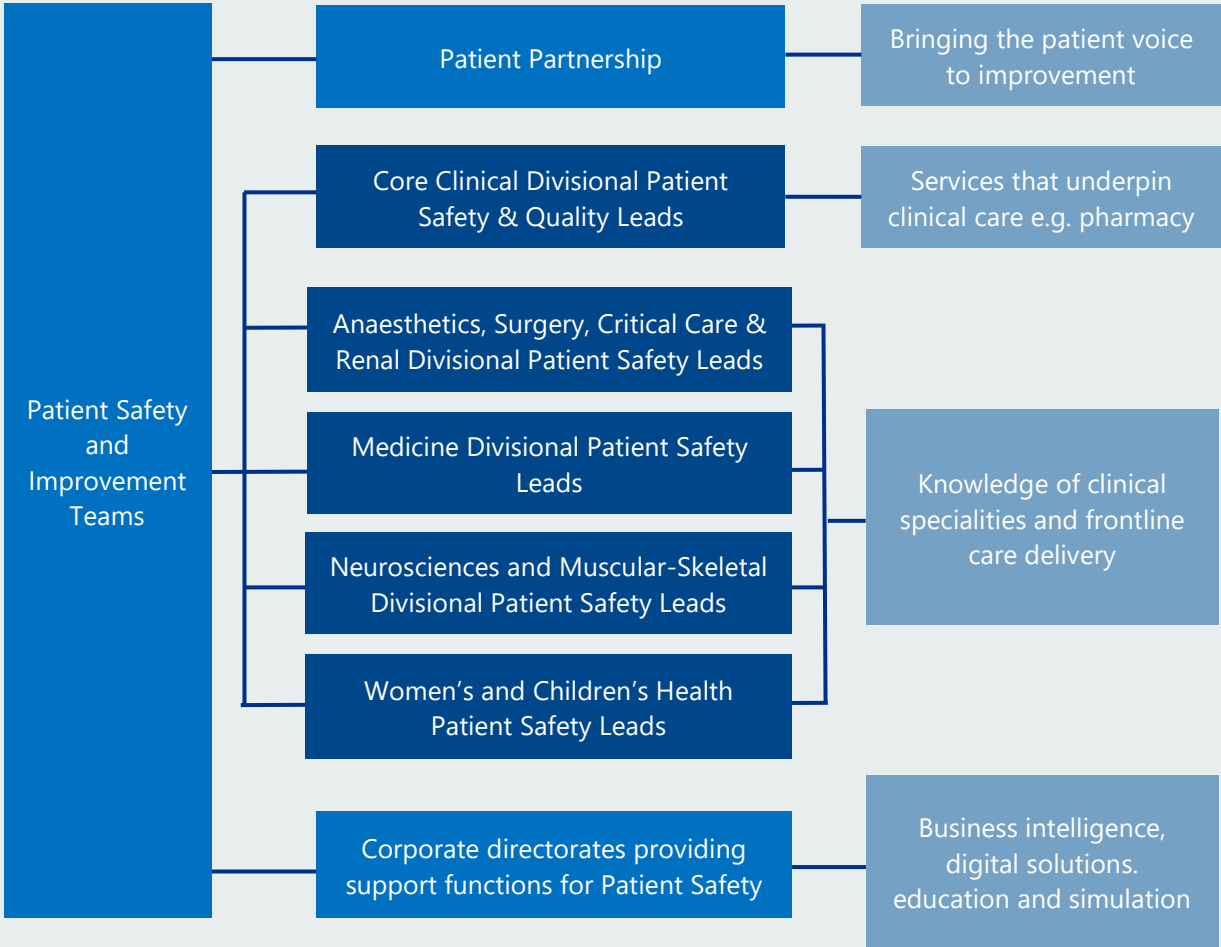 Patient Safety
and
Improvement
Teams
Patient Partnership
Bringing the patient voice
to improvement
Core Clinical Divisional Patient
Safety & Quality Leads
Services that underpin
clinical care e.g. pharmacy
Anaesthetics, Surgery, Critical Care &
Renal Divisional Patient Safety Leads
Medicine Divisional Patient Safety
Leads
Neurosciences and Muscular-Skeletal
Divisional Patient Safety Leads
Women’s and Children’s Health
Patient Safety Leads
Knowledge of clinical
specialities and frontline
care delivery
Corporate directorates providing
support functions for Patient Safety
Business intelligence,
digital solutions.
education and simulation